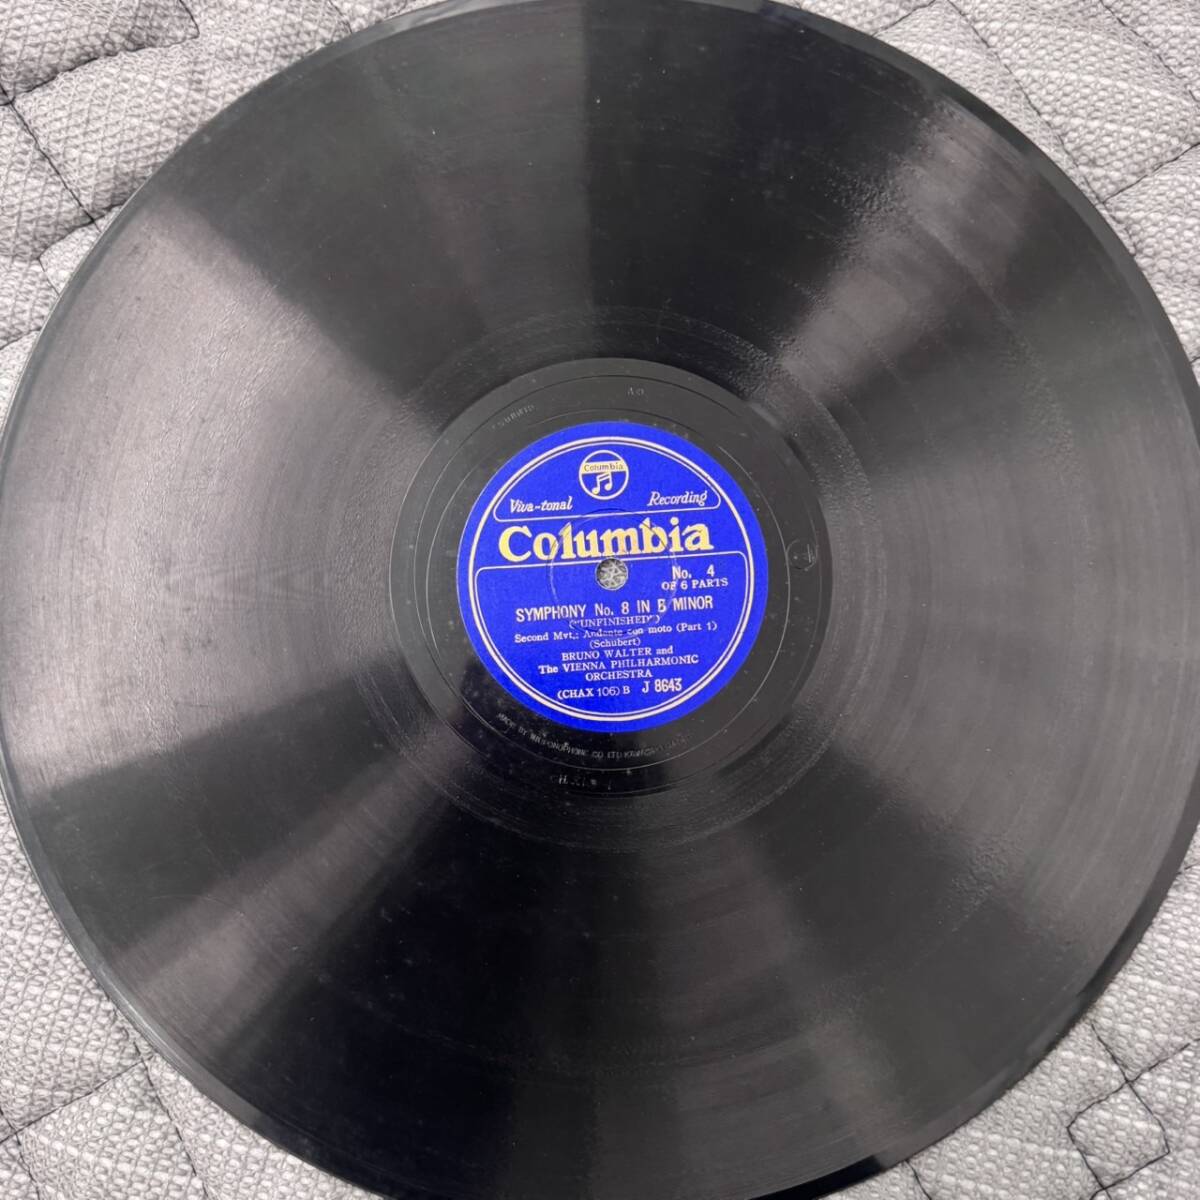 Columbia
Viva-tonal Recording
Columbia
No. 4
OF 6 PARTS
SYMPHONY No. 8 IN B MINOR
("UNFINISHED")
Second Mvt.: Andante con moto (Part 1)
(Schubert)
BRUNO WALTER and
The VIENNA PHILHARMONIC
ORCHESTRA
(CHAX 106) B J 8643